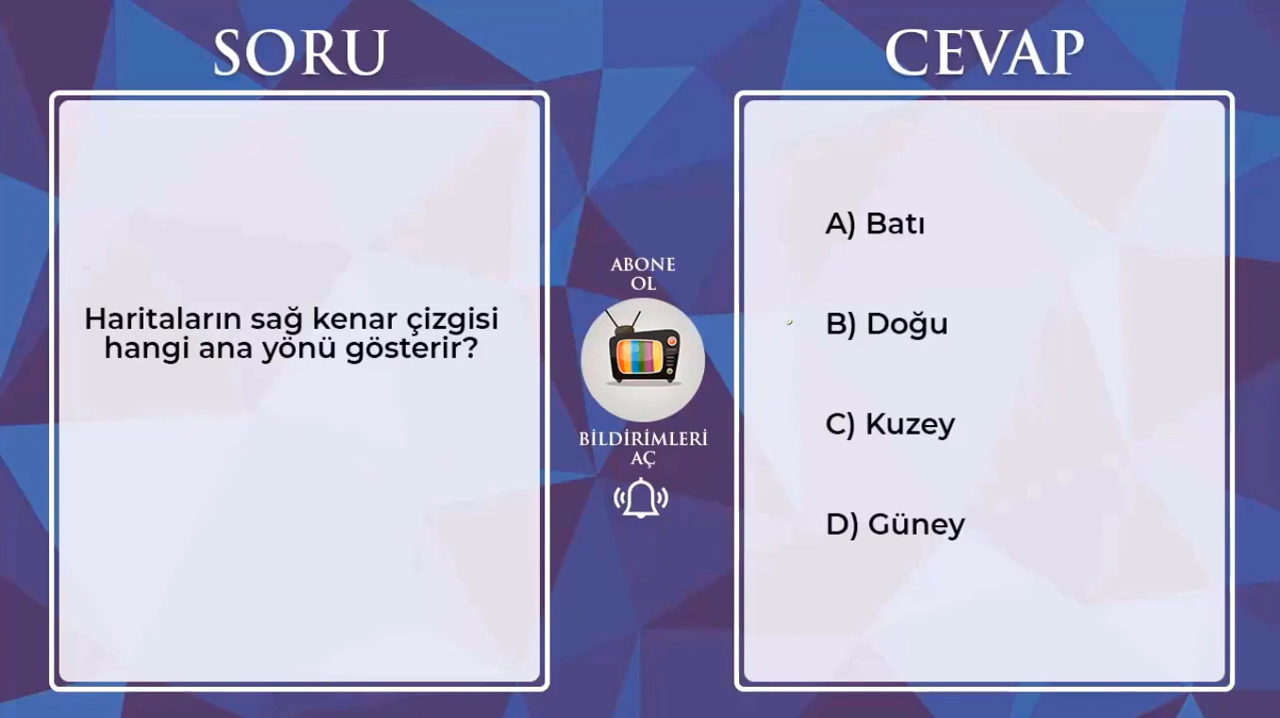 SORU
Haritaların sağ kenar çizgisi
hangi ana yönü gösterir?
ABONE
OL
BİLDİRİMLERİ
AÇ
CEVAP
A) Batı
B) Doğu
C) Kuzey
D) Güney